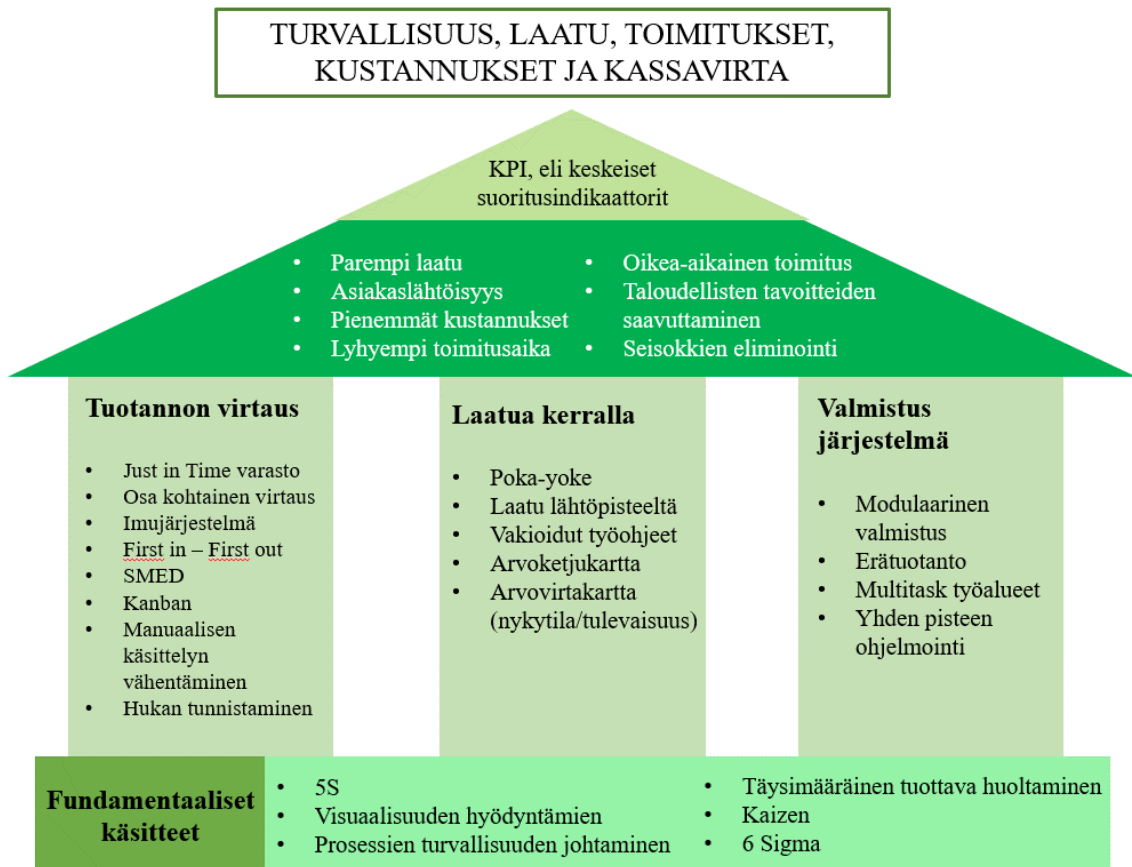 TURVALLISUUS, LAATU, TOIMITUKSET,
KUSTANNUKSET JA KASSAVIRTA
KPI, eli keskeiset
suoritusindikaattorit
• Parempi laatu
• Asiakaslähtöisyys
• Pienemmät kustannukset
• Lyhyempi toimitusaika
• Oikea-aikainen toimitus
• Taloudellisten tavoitteiden
saavuttaminen
• Seisokkien eliminointi
Tuotannon virtaus
• Just in Time varasto
• Osa kohtainen virtaus
• Imujärjestelmä
• First in – First out
• SMED
• Kanban
• Manuaalisen
käsittelyn
vähentäminen
• Hukan tunnistaminen
Laatua kerralla
• Poka-yoke
• Laatu lähtöpisteeltä
• Vakioidut työohjeet
• Arvoketjukartta
• Arvovirtakartta
(nykytila/tulevaisuus)
Valmistus
järjestelmä
• Modulaarinen
valmistus
• Erätuotanto
• Multitask työalueet
• Yhden pisteen
ohjelmointi
Fundamentaaliset
käsitteet
• 5S
• Visuaalisuuden hyödyntämien
• Prosessien turvallisuuden johtaminen
• Täysimääräinen tuottava huoltaminen
• Kaizen
• 6 Sigma